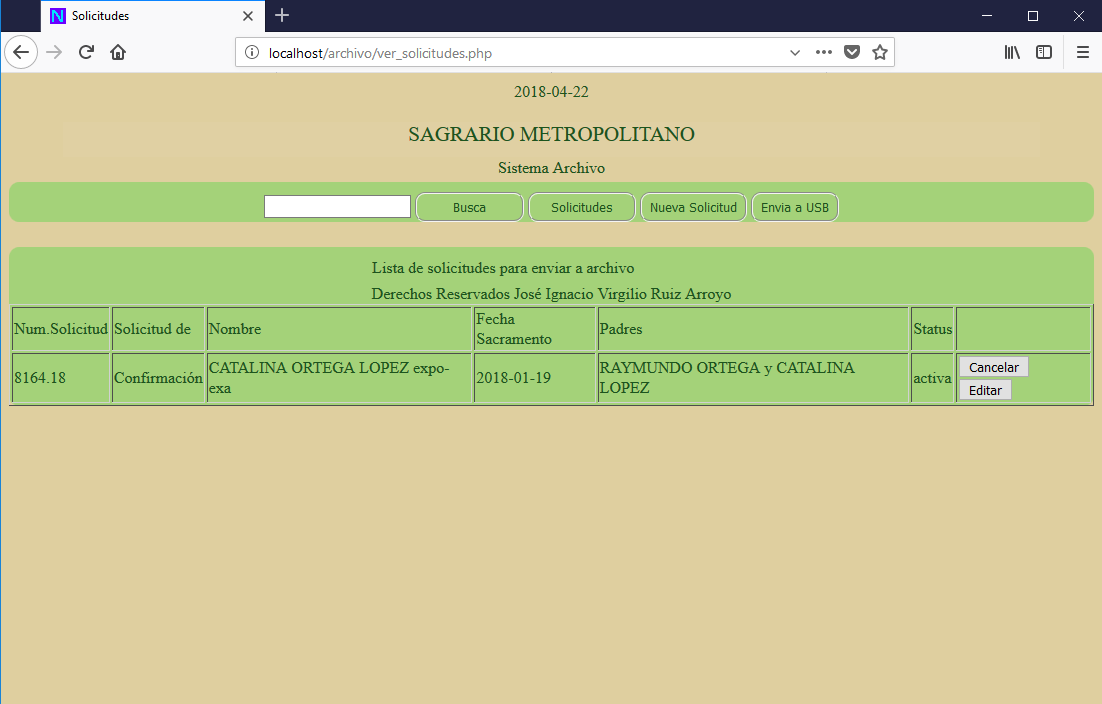 Solicitudes
localhost/archivo/ver_solicitudes.php
2018-04-22
SAGRARIO METROPOLITANO
Sistema Archivo
Busca Solicitudes Nueva Solicitud Envia a USB
Lista de solicitudes para enviar a archivo
Derechos Reservados José Ignacio Virgilio Ruiz Arroyo
Num.Solicitud Solicitud de Nombre Fecha Sacramento Padres Status
8164.18 Confirmación CATALINA ORTEGA LOPEZ expo-exa 2018-01-19 RAYMUNDO ORTEGA y CATALINA LOPEZ activa Cancelar
Editar